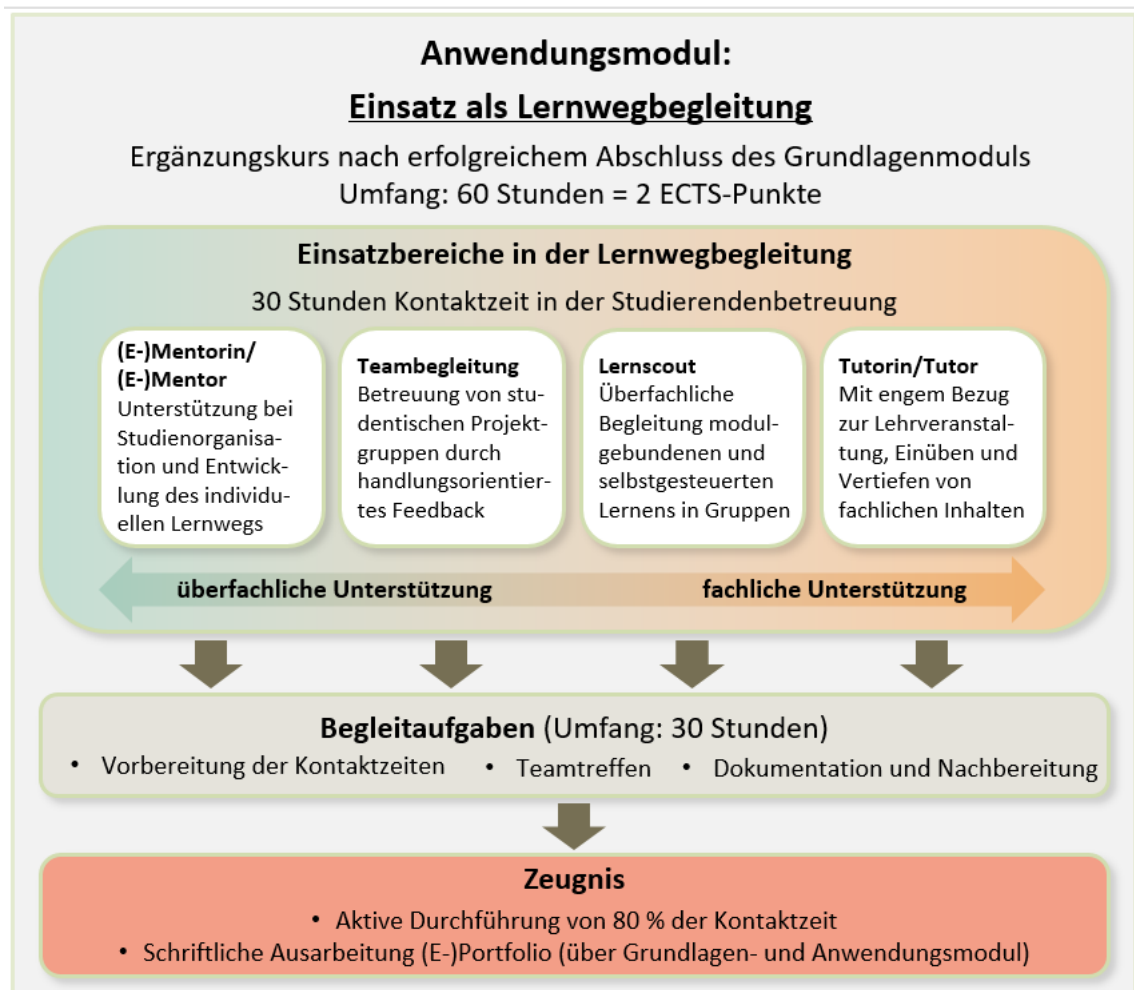 Anwendungsmodul:
Einsatz als Lernwegbegleitung
Ergänzungskurs nach erfolgreichem Abschluss des Grundlagenmoduls
Umfang: 60 Stunden = 2 ECTS-Punkte
Einsatzbereiche in der Lernwegbegleitung
30 Stunden Kontaktzeit in der Studierendenbetreuung
(E-)Mentorin/
(E-)Mentor
Unterstützung bei
Studienorganisa-
tion und Entwick-
lung des individu-
ellen Lernwegs
Teambegleitung
Betreuung von stu-
dentischen Projekt-
gruppen durch
handlungsorientier-
tes Feedback
Lernscout
Überfachliche
Begleitung modul-
gebundenen und
selbstgesteuerten
Lernens in Gruppen
Tutorin/Tutor
Mit engem Bezug
zur Lehrveranstal-
tung, Einüben und
Vertiefen von
fachlichen Inhalten
überfachliche Unterstützung
fachliche Unterstützung
Begleitaufgaben (Umfang: 30 Stunden)
• Vorbereitung der Kontaktzeiten • Teamtreffen • Dokumentation und Nachbereitung
Zeugnis
• Aktive Durchführung von 80 % der Kontaktzeit
• Schriftliche Ausarbeitung (E-)Portfolio (über Grundlagen- und Anwendungsmodul)